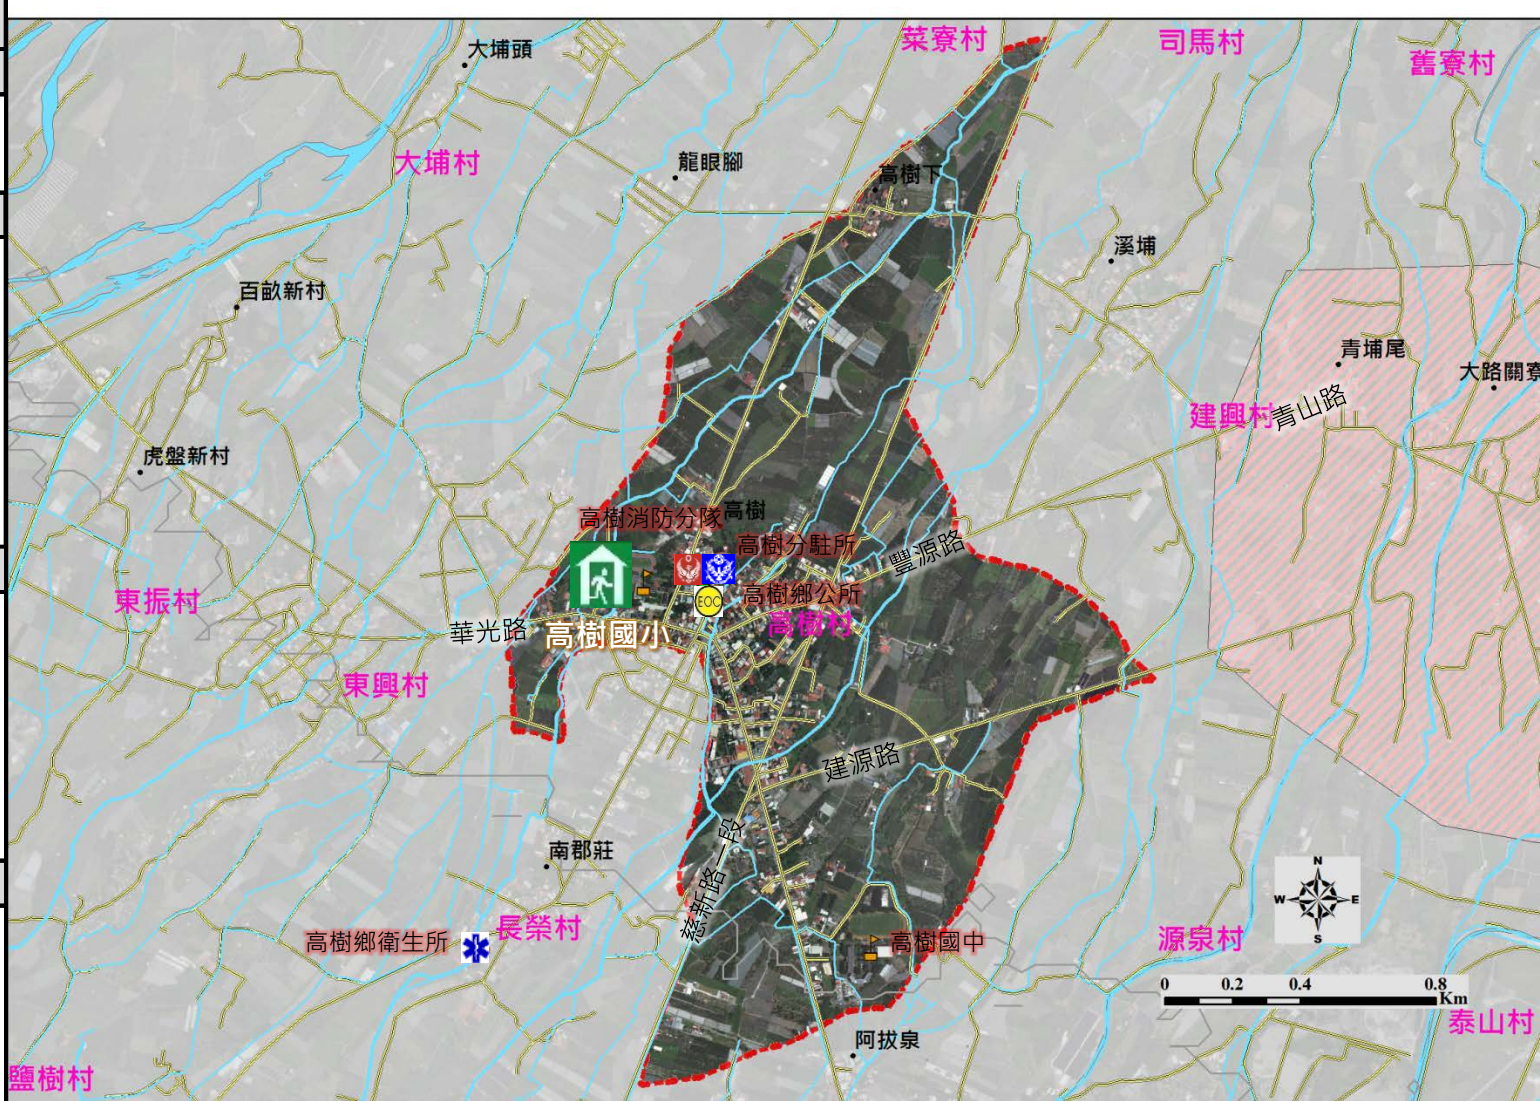 菜寮村
司馬村
舊寮村
大埔頭
大埔村
龍眼腳
高樹下
溪埔
百畝新村
青埔尾
大路關寮
建興村
青山路
虎盤新村
高樹
高樹消防分隊
高樹分駐所
豐源路
EOC
高樹鄉公所
東振村
高樹村
華光路
高樹國小
東興村
建源路
慈新路一段
南郡莊
N
W
E
S
長榮村
高樹鄉衛生所
高樹國中
源泉村
0 0.2 0.4 0.8
Km
泰山村
阿拔泉
鹽樹村